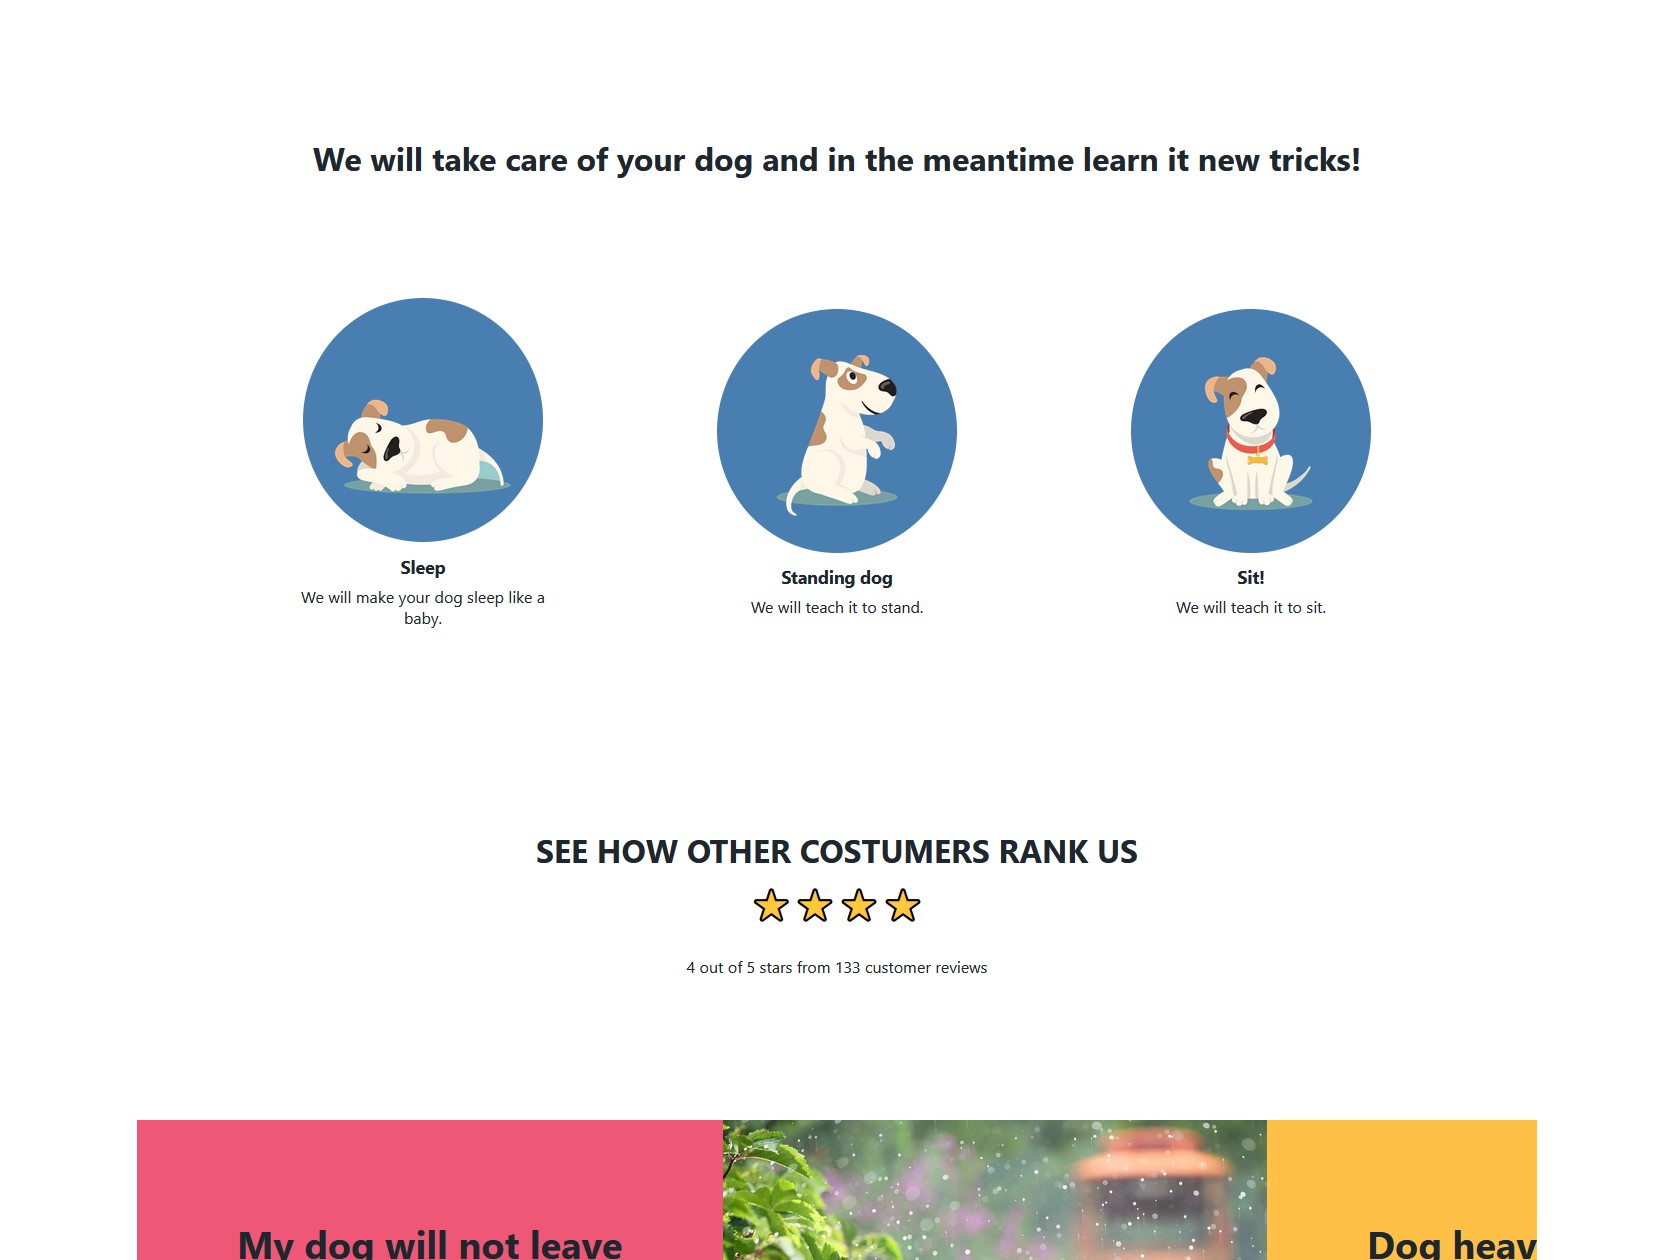 We will take care of your dog and in the meantime learn it new tricks!
Sleep
We will make your dog sleep like a
baby.
Standing dog
We will teach it to stand.
Sit!
We will teach it to sit.
SEE HOW OTHER COSTUMERS RANK US
4 out of 5 stars from 133 customer reviews
My dog will not leave
Dog heav